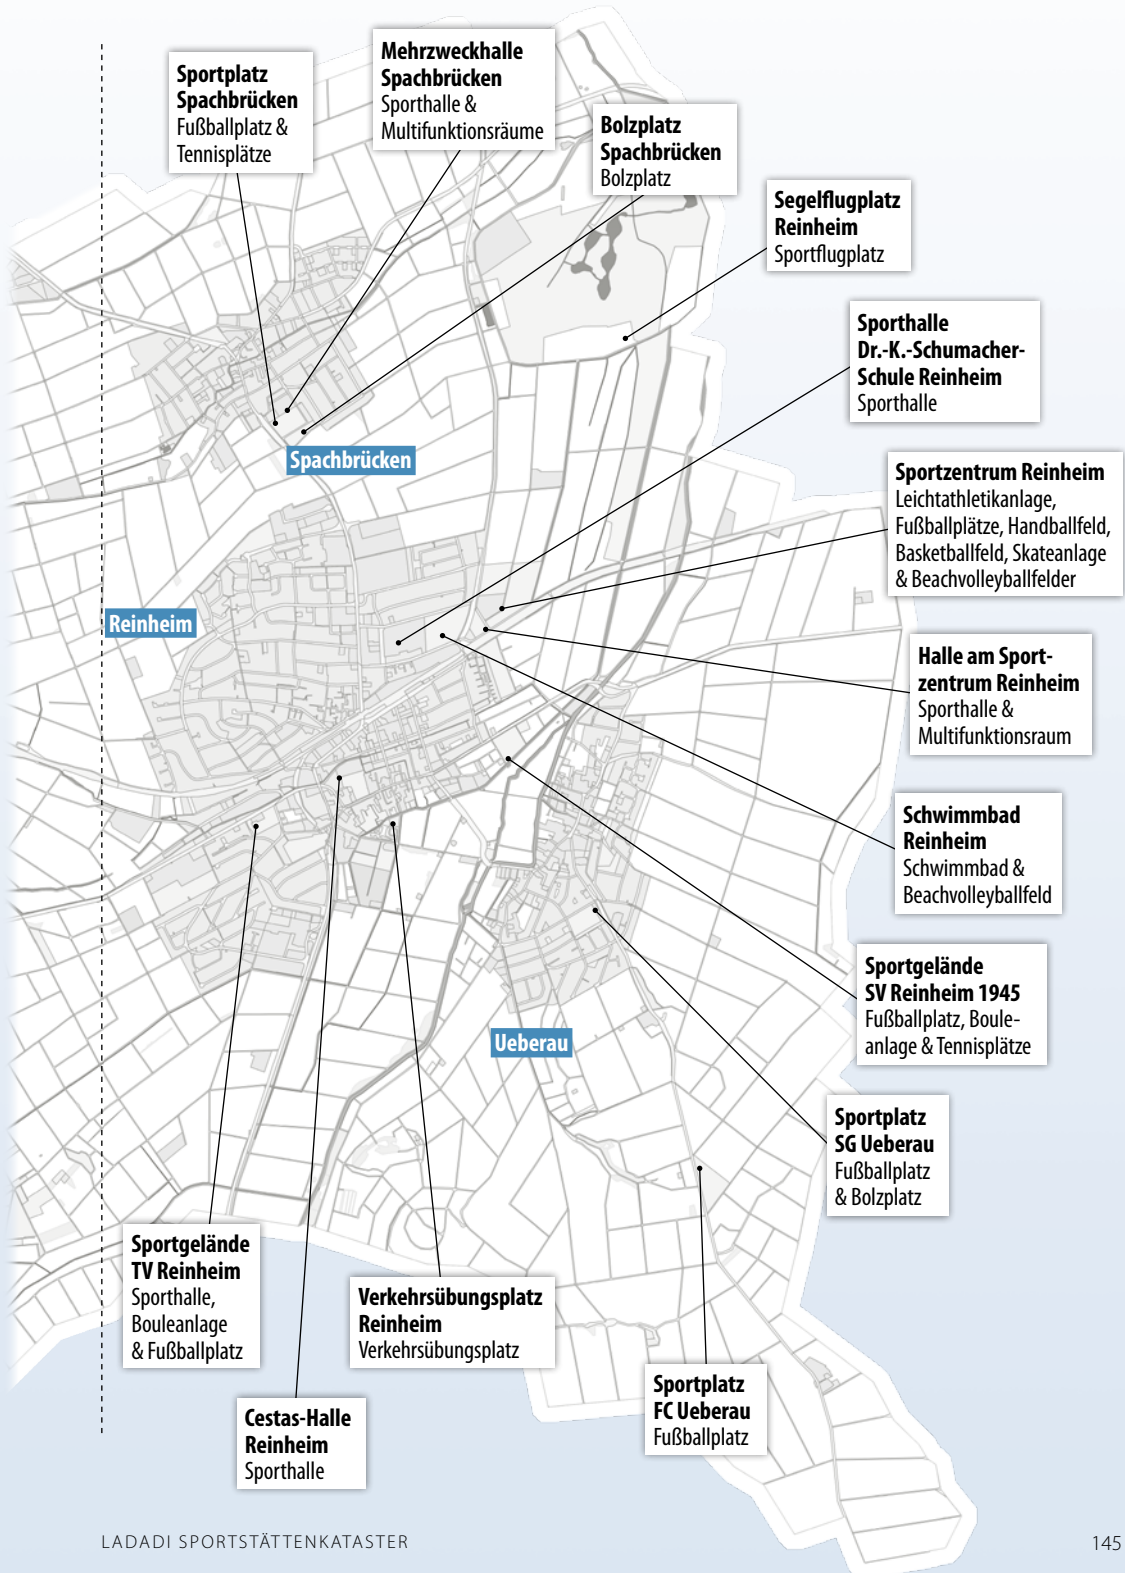 Sportplatz
Spachbrücken
Fußballplatz &
Tennisplätze
Mehrzweckhalle
Spachbrücken
Sporthalle &
Multifunktionsräume
Bolzplatz
Spachbrücken
Bolzplatz
Segelflugplatz
Reinheim
Sportflugplatz
Sporthalle
Dr.-K.-Schumacher-
Schule Reinheim
Sporthalle
Spachbrücken
Sportzentrum Reinheim
Leichtathletikanlage,
Fußballplätze, Handballfeld,
Basketballfeld, Skateanlage
& Beachvolleyballfelder
Reinheim
Halle am Sport-
zentrum Reinheim
Sporthalle &
Multifunktionsraum
Schwimmbad
Reinheim
Schwimmbad &
Beachvolleyballfeld
Sportgelände
SV Reinheim 1945
Fußballplatz, Boule-
anlage & Tennisplätze
Ueberau
Sportplatz
SG Ueberau
Fußballplatz
& Bolzplatz
Sportgelände
TV Reinheim
Sporthalle,
Bouleanlage
& Fußballplatz
Verkehrsübungsplatz
Reinheim
Verkehrsübungsplatz
Sportplatz
FC Ueberau
Fußballplatz
Cestas-Halle
Reinheim
Sporthalle
LADADI SPORTSTÄTTENKATASTER
145